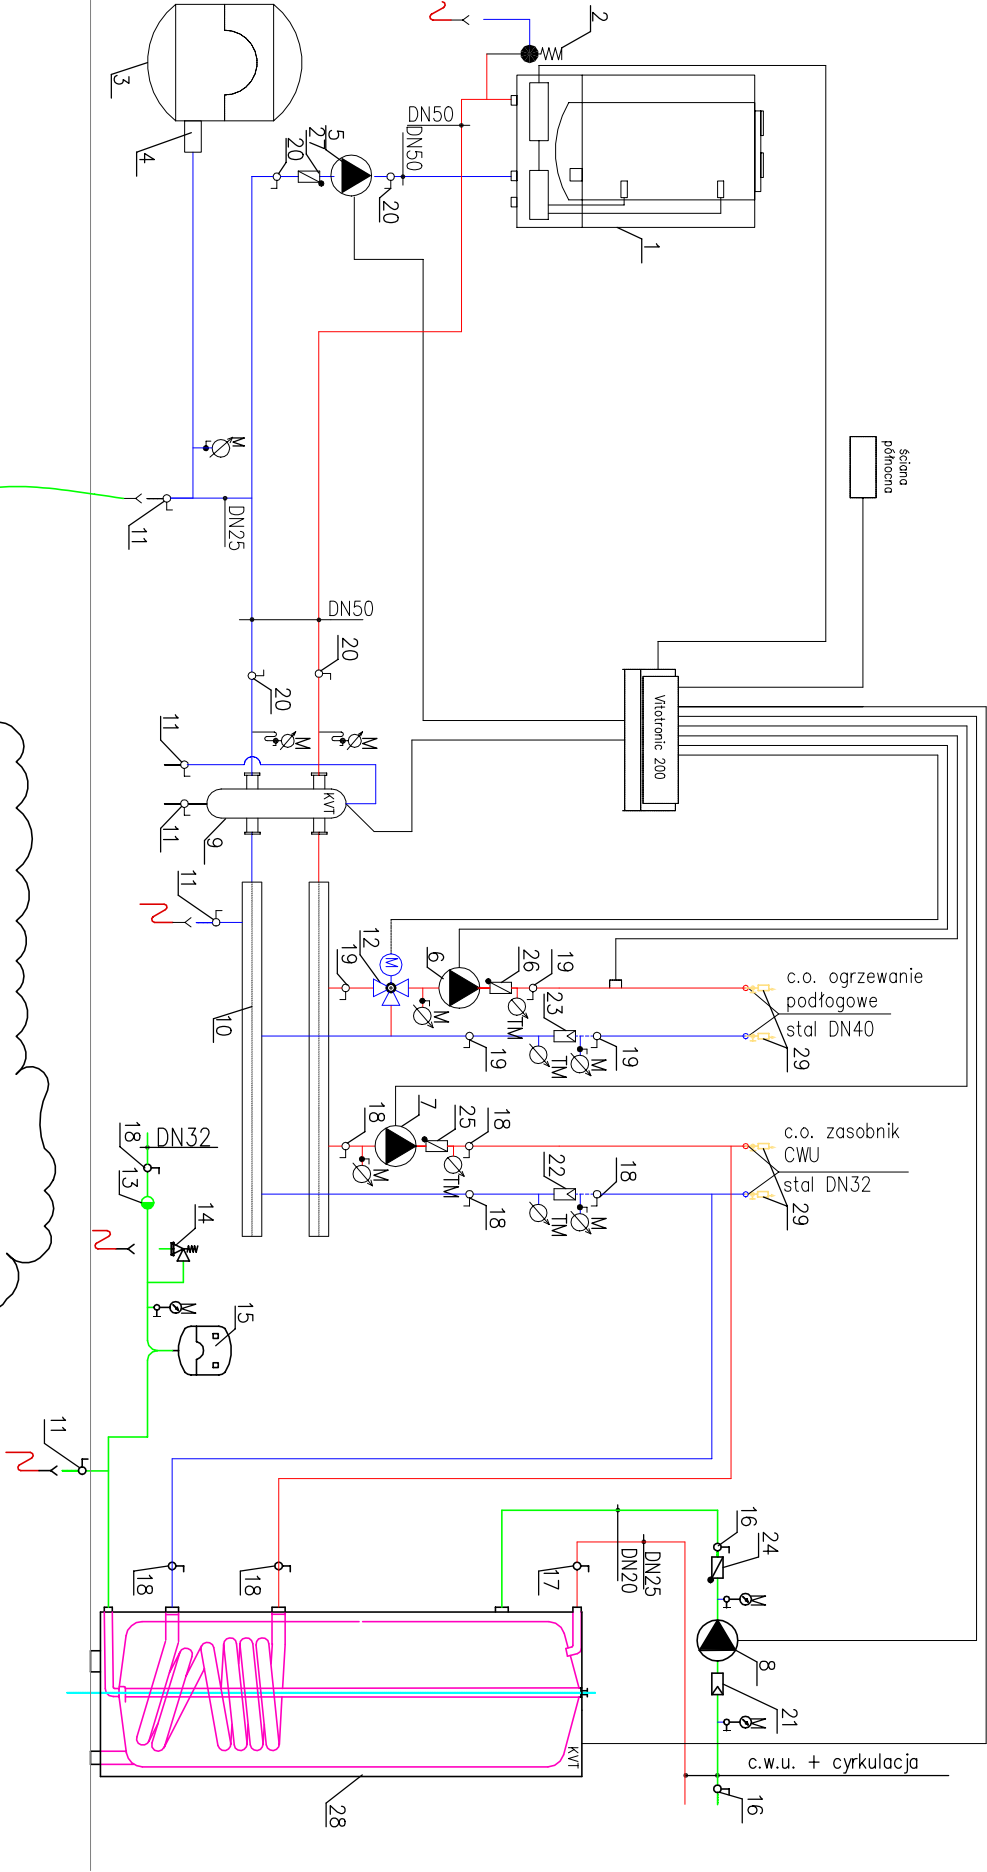 2
3
4
DN50
DN50
5
2
20
20
1
ściana
północna
M
11
DN25
DN50
20
20
Vitotronic 200
11
M
M
KVT
11
9
11
12
19
6
26
19
c.o. ogrzewanie
podłogowe
stal DN40
M
TM
23
10
19
TM
M
19
29
18
7
25
18
c.o. zasobnik
CWU
stal DN32
18
DN32
13
M
TM
22
18
18
TM
M
29
14
M
15
11
16
24
DN25
DN20
17
18
18
M
8
21
M
KVT
c.w.u. + cyrkulacja
16
28